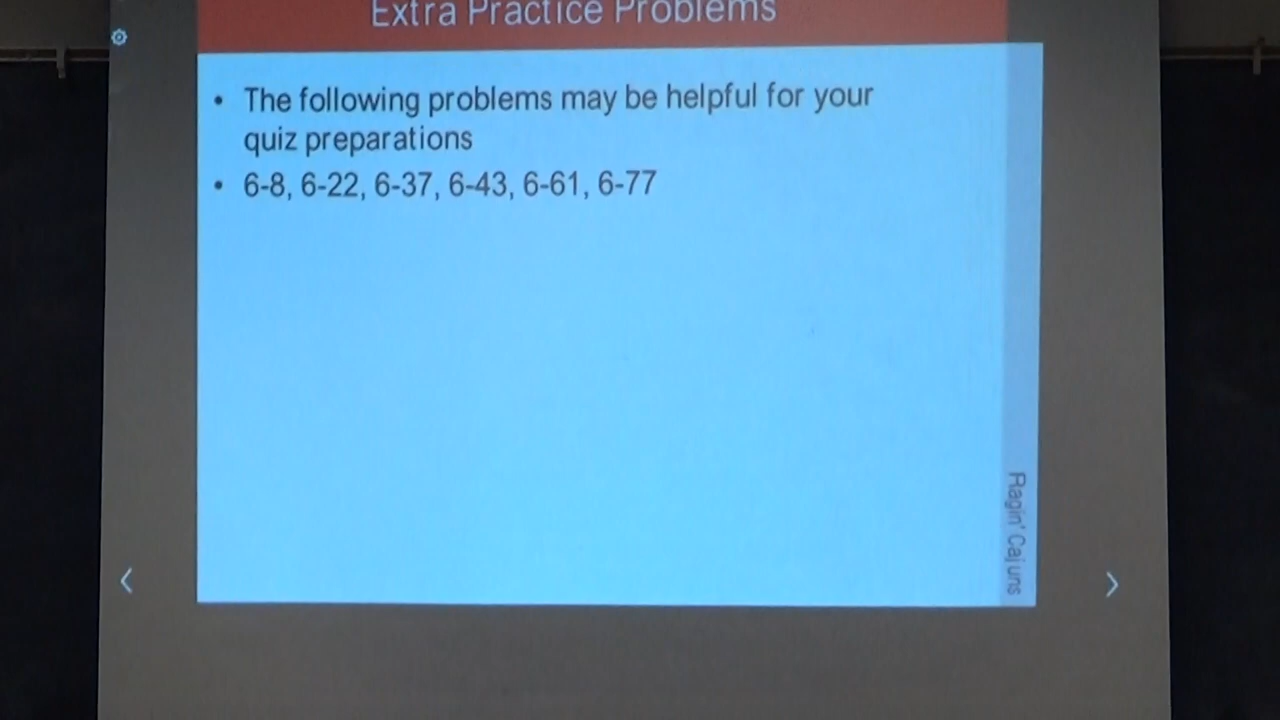 Extra Practice Problems
• The following problems may be helpful for your
quiz preparations
• 6-8, 6-22, 6-37, 6-43, 6-61, 6-77
Ragin' Cajuns